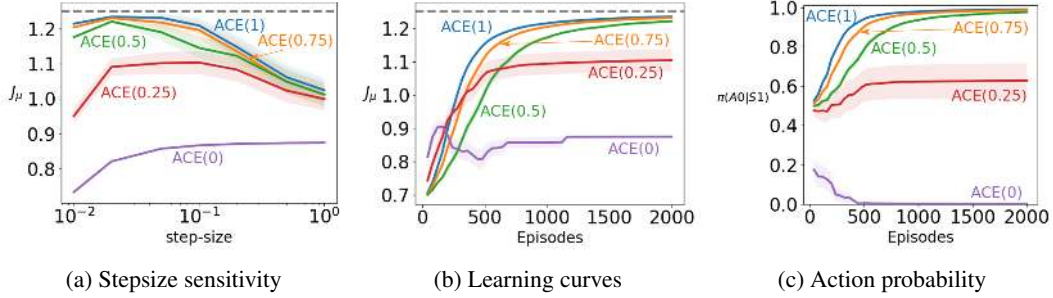 1.2
1.1
1.0
0.9
0.8
Jμ
ACE(1)
ACE(0.75)
ACE(0.5)
ACE(0.25)
ACE(0)
10⁻² 10⁻¹ 10⁰
step-size
(a) Stepsize sensitivity
1.2
1.1
1.0
0.9
0.8
0.7
Jμ
ACE(1)
ACE(0.75)
ACE(0.25)
ACE(0.5)
ACE(0)
0 500 1000 1500 2000
Episodes
(b) Learning curves
1.0
0.8
0.6
0.4
0.2
0.0
π(A0|S1)
ACE(1)
ACE(0.75)
ACE(0.5)
ACE(0.25)
ACE(0)
0 500 1000 1500 2000
Episodes
(c) Action probability